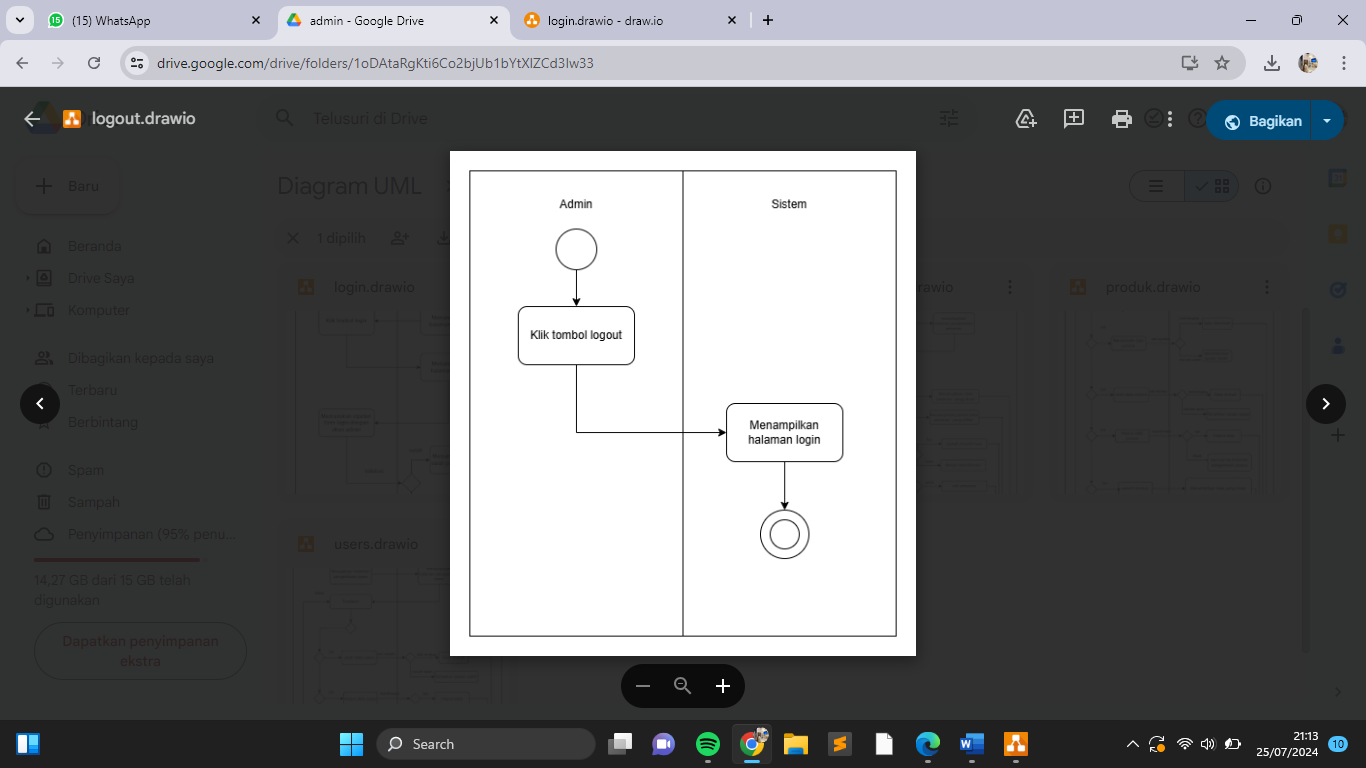 (15) WhatsApp
admin - Google Drive
login.drawio - draw.io
drive.google.com/drive/folders/1oDAtaRgKti6Co2bjUb1bYtXlZCd3Iw33
logout.drawio
Telusuri di Drive
Bagikan
Baru
Diagram UML
1 dipilih
Beranda
Drive Saya
Komputer
Dibagikan kepada saya
Terbaru
Berbintang
Spam
Sampah
Penyimpanan (95% penu...
14,27 GB dari 15 GB telah
digunakan
Dapatkan penyimpanan
ekstra
login.drawio
produk.drawio
users.drawio
Admin
Sistem
Klik tombol logout
Menampilkan
halaman login
Search
21:13
25/07/2024
10